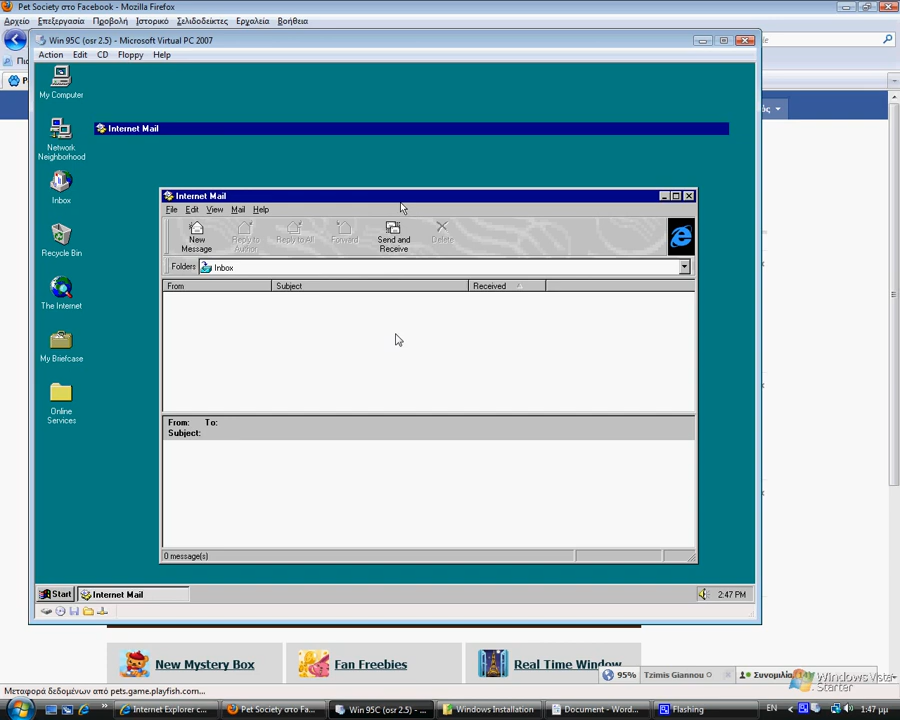 Pet Society στο Facebook - Mozilla Firefox
Αρχείο Επεξεργασία Προβολή Ιστορικό Σελιδοδείκτες Εργαλεία Βοήθεια
Win 95C (osr 2.5) - Microsoft Virtual PC 2007
Action Edit CD Floppy Help
My Computer
Internet Mail
Network
Neighborhood
Inbox
Recycle Bin
The Internet
My Briefcase
Online
Services
Internet Mail
File Edit View Mail Help
New
Message
Reply to
Author
Reply to All
Forward
Send and
Receive
Delete
Folders Inbox
From Subject Received
From: To:
Subject:
0 message(s)
Start Internet Mail 2:47 PM
New Mystery Box Fan Freebies Real Time Window
95% Tzimis Giannou
Μεταφορά δεδομένων από pets.game.playfish.com...
Windows Vista
Starter
Internet Explorer c... Pet Society στο Fa... Win 95C (osr 2.5) - ... Windows Installation Document - Word... Flashing EN 1:47 μμ